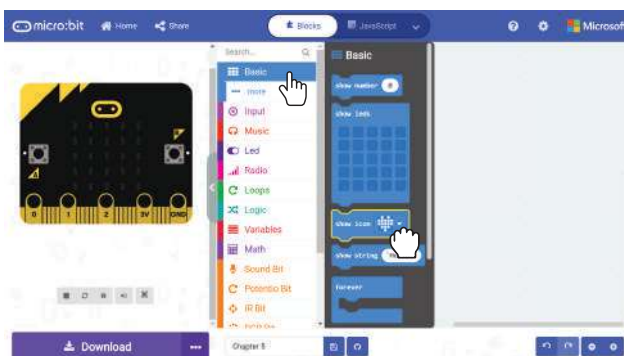 micro:bit Home Share Blocks JavaScript Microsoft
Search...
Basic
more
Input
Music
Led
Radio
Loops
Logic
Variables
Math
Sound Bit
Potentio Bit
IR Bit
Basic
show number 0
show leds
show icon
show string
forever
0 1 2 3V GND
Download
Chapter 8